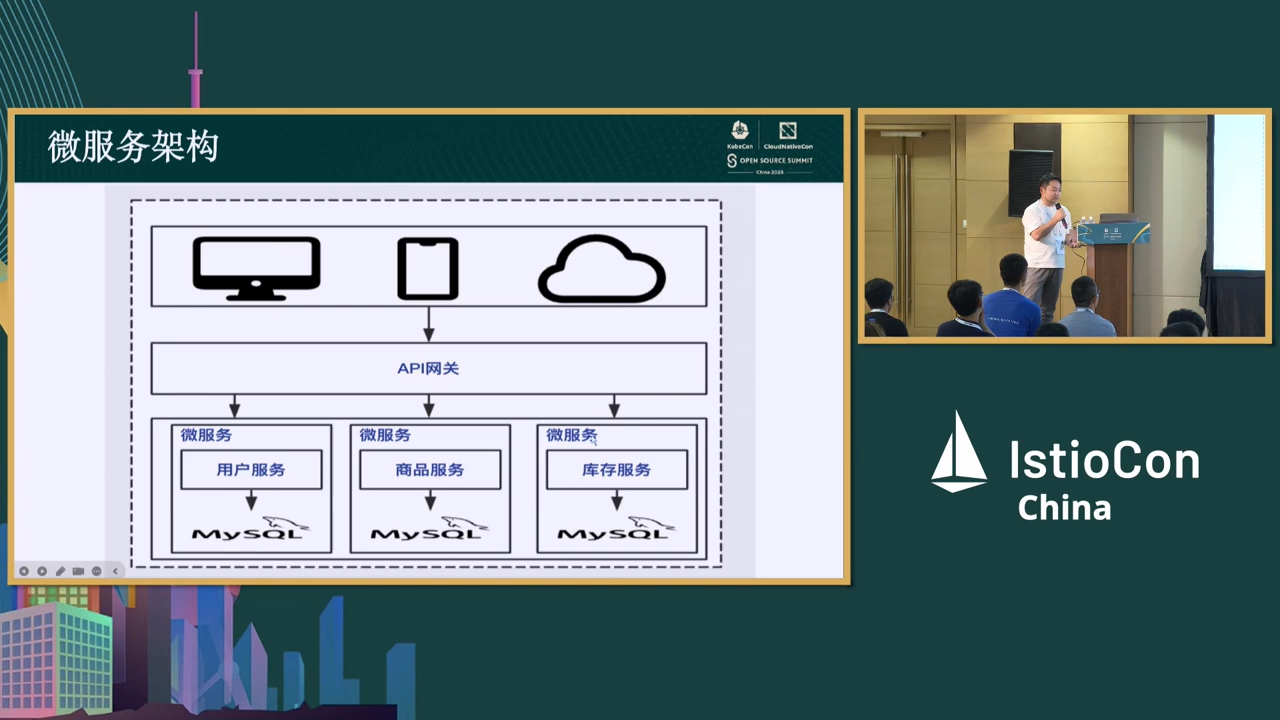 微服务架构
KubeCon
CloudNativeCon
OPEN SOURCE SUMMIT
China 2023
API网关
微服务
用户服务
MySQL
微服务
商品服务
MySQL
微服务
库存服务
MySQL
IstioCon
China